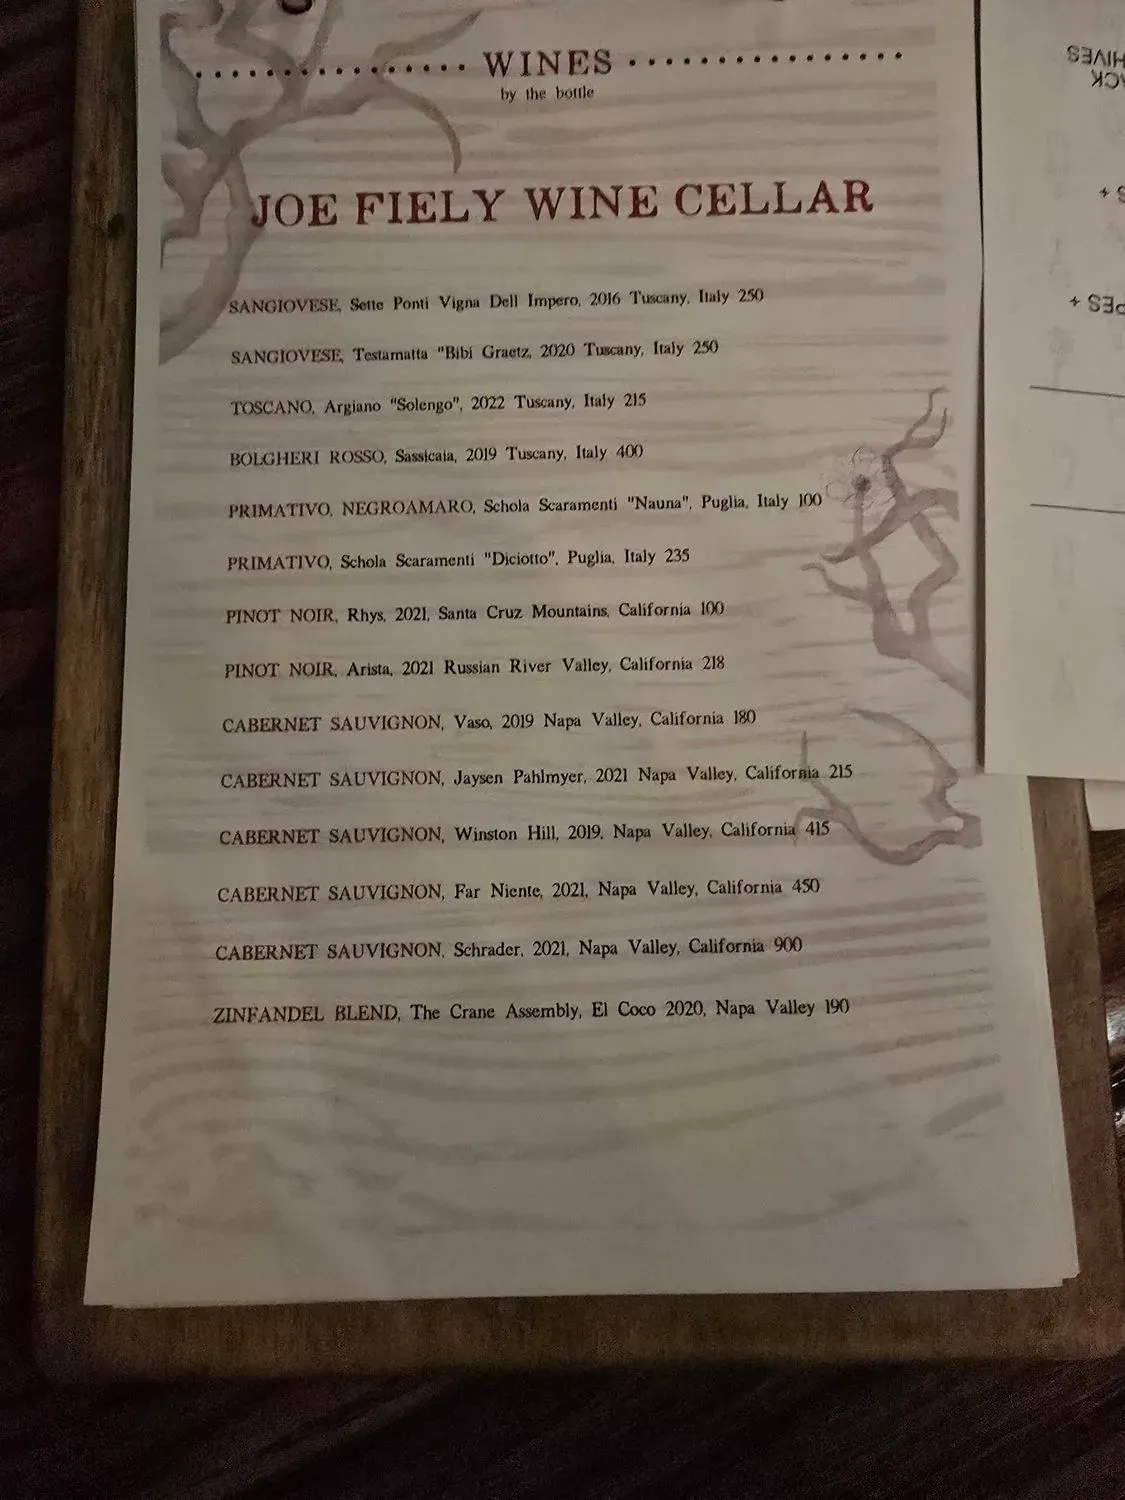 WINES
by the bottle
JOE FIELY WINE CELLAR
SANGIOVESE, Sette Ponti Vigna Dell Impero, 2016 Tuscany, Italy 250
SANGIOVESE, Testamatta "Bibi Graetz, 2020 Tuscany, Italy 250
TOSCANO, Argiano "Solengo", 2022 Tuscany, Italy 215
BOLGHERI ROSSO, Sassicaia, 2019 Tuscany, Italy 400
PRIMATIVO, NEGROAMARO, Schola Scaramenti "Nauna", Puglia, Italy 100
PRIMATIVO, Schola Scaramenti "Diciotto", Puglia, Italy 235
PINOT NOIR, Rhys, 2021, Santa Cruz Mountains, California 100
PINOT NOIR, Arista, 2021 Russian River Valley, California 218
CABERNET SAUVIGNON, Vaso, 2019 Napa Valley, California 180
CABERNET SAUVIGNON, Jaysen Pahlmyer, 2021 Napa Valley, California 215
CABERNET SAUVIGNON, Winston Hill, 2019, Napa Valley, California 415
CABERNET SAUVIGNON, Far Niente, 2021, Napa Valley, California 450
CABERNET SAUVIGNON, Schrader, 2021, Napa Valley, California 900
ZINFANDEL BLEND, The Crane Assembly, El Coco 2020, Napa Valley 190